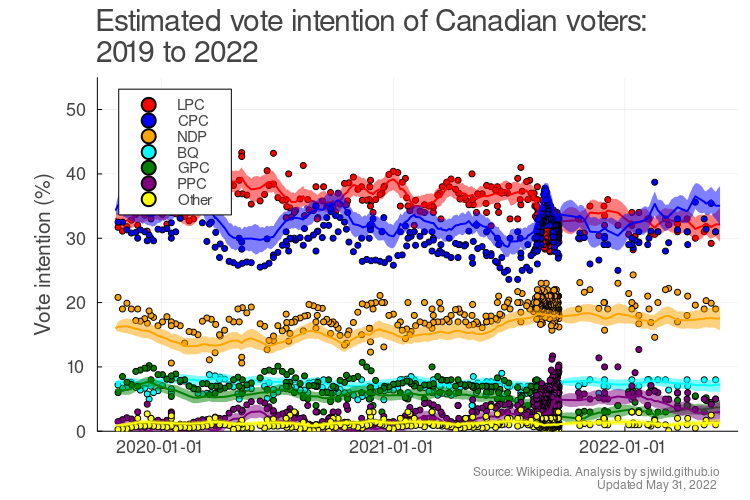 Estimated vote intention of Canadian voters:
2019 to 2022
Vote intention (%)
50
40
30
20
10
0
LPC
CPC
NDP
BQ
GPC
PPC
Other
2020-01-01
2021-01-01
2022-01-01
Source: Wikipedia. Analysis by sjwild.github.io
Updated May 31, 2022